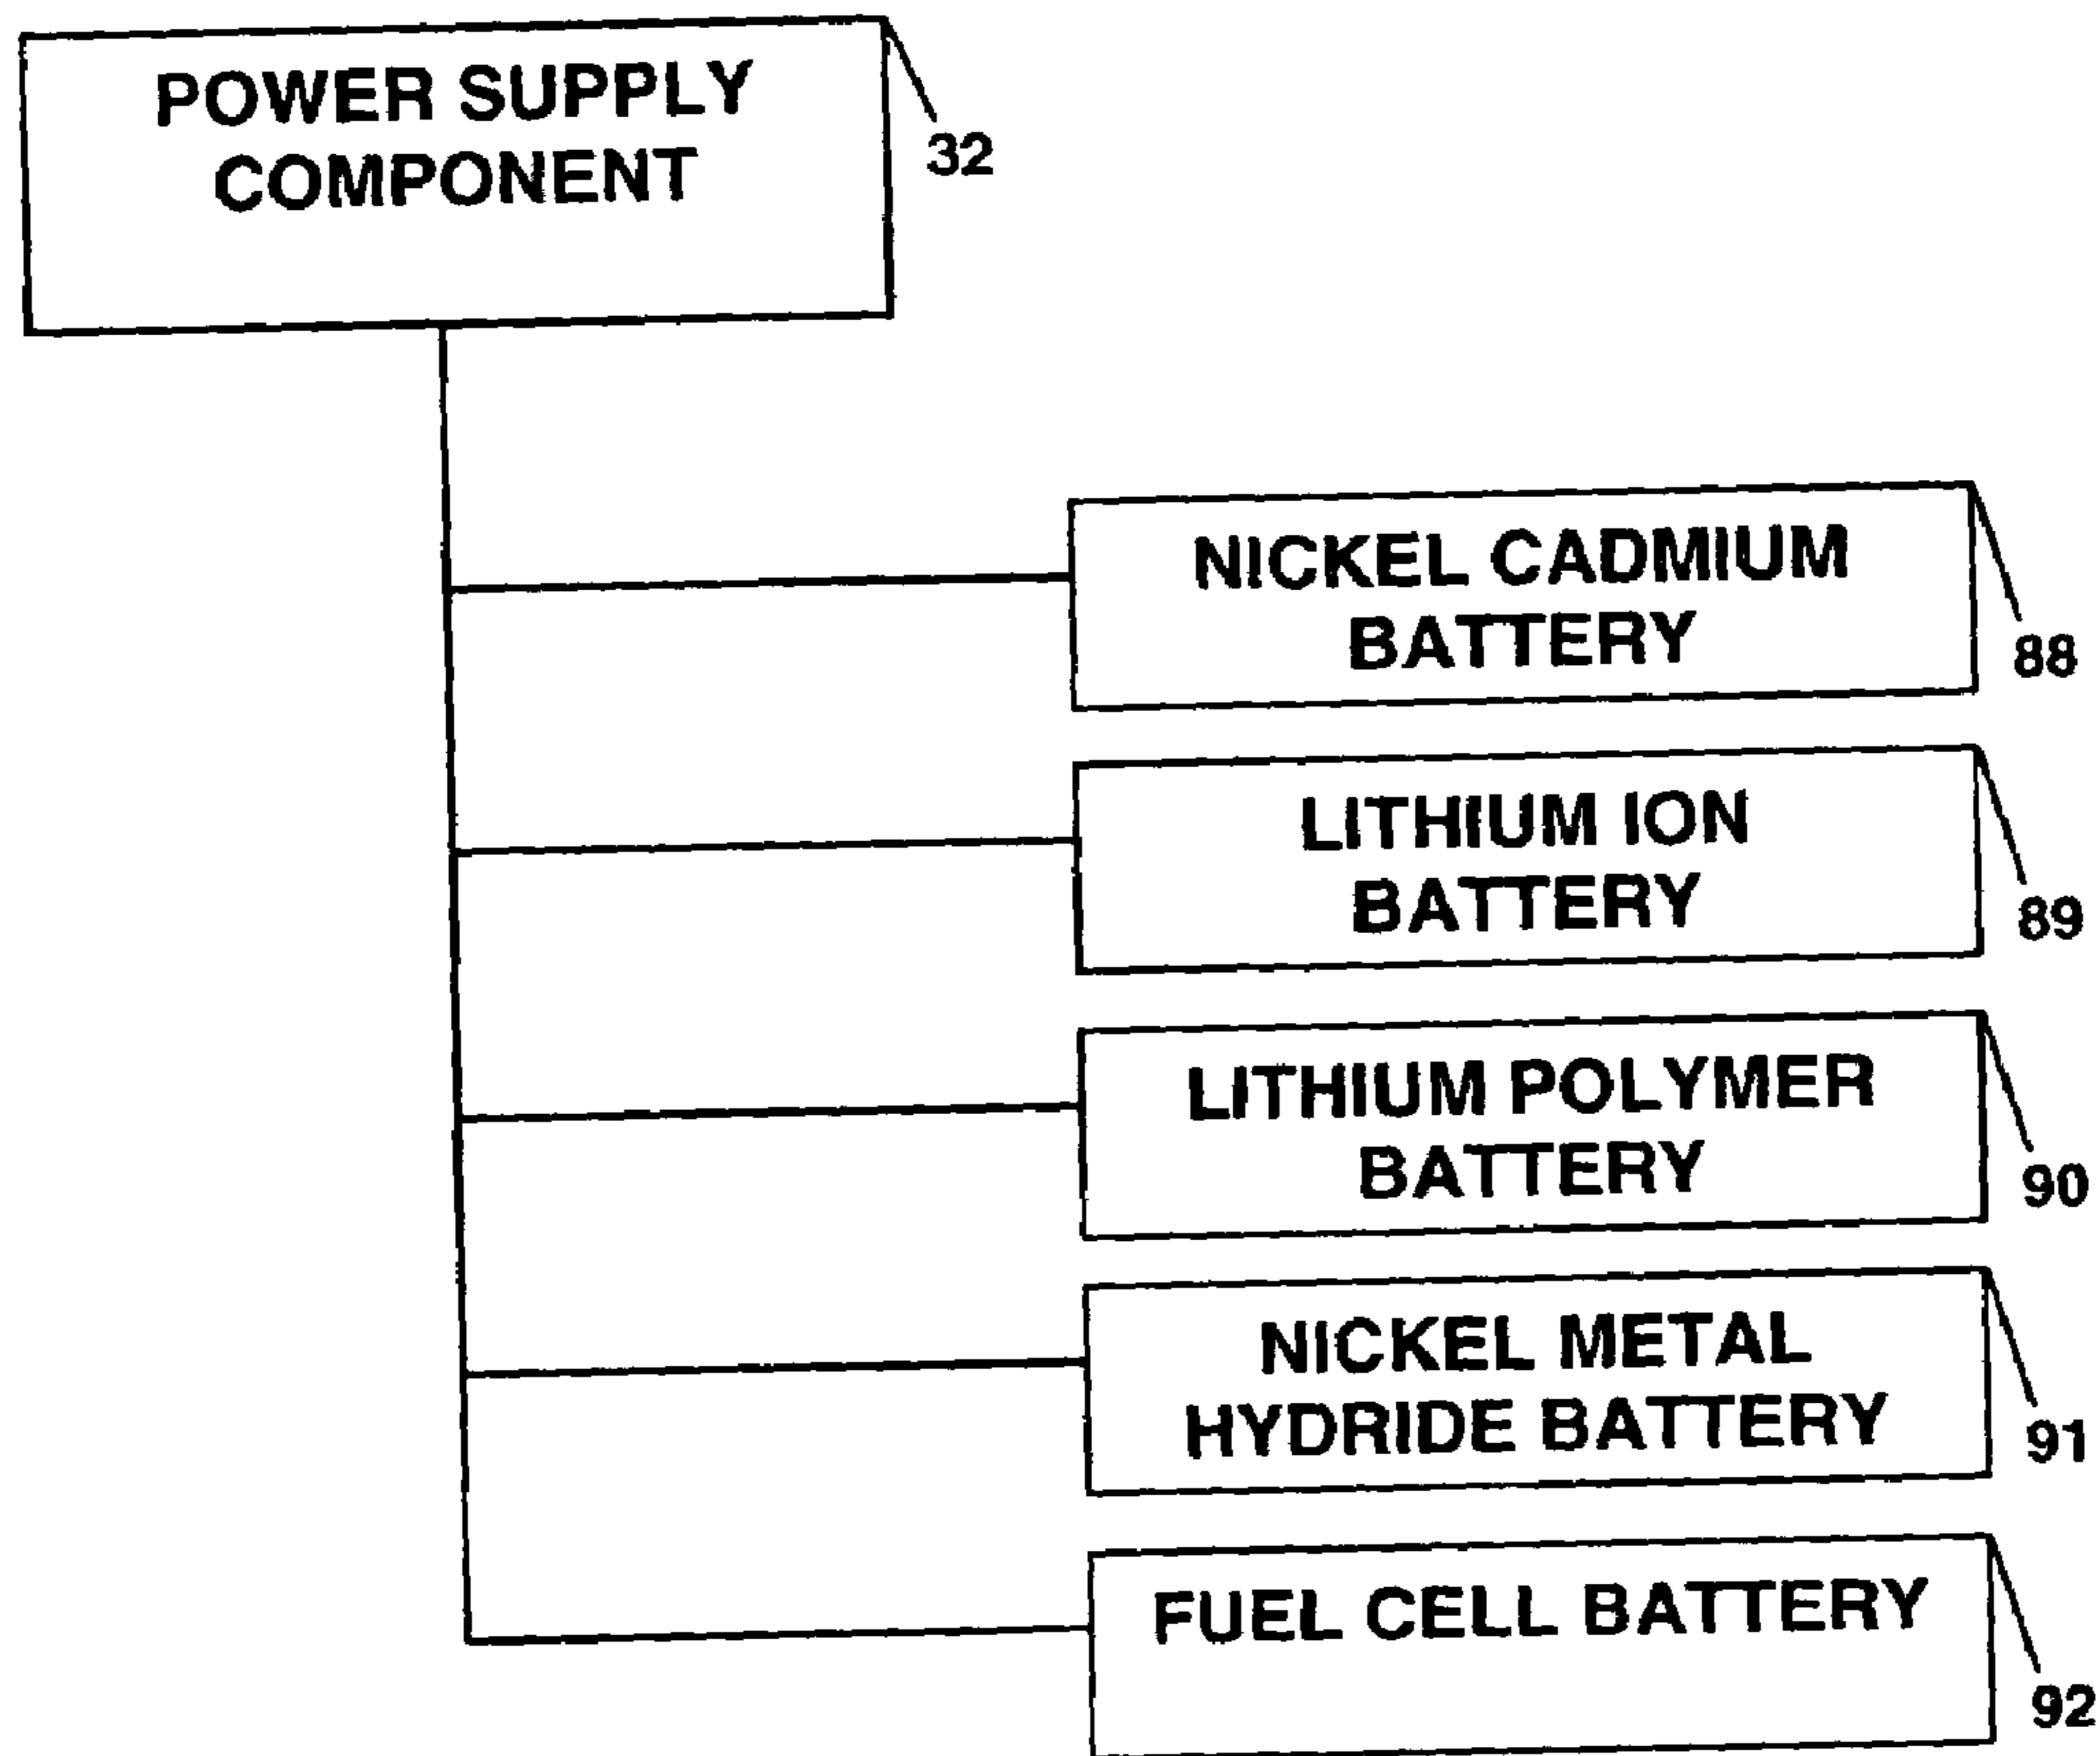 POWER SUPPLY
COMPONENT
32
NICKEL CADMIUM
BATTERY
88
LITHIUM ION
BATTERY
89
LITHIUM POLYMER
BATTERY
90
NICKEL METAL
HYDRIDE BATTERY
91
FUEL CELL BATTERY
92